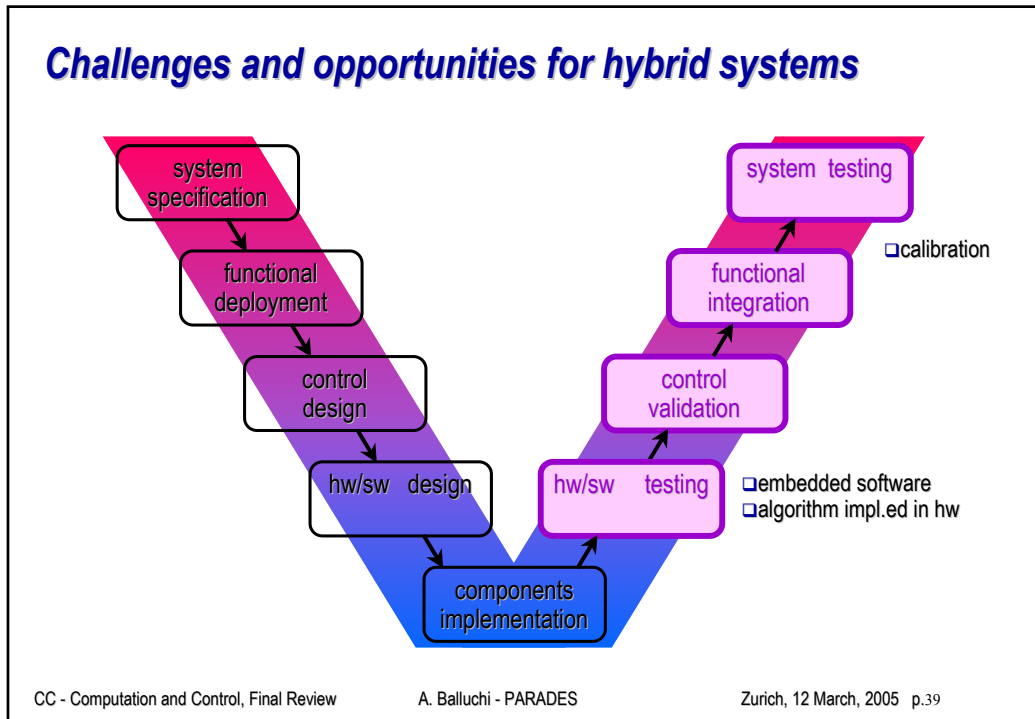 Challenges and opportunities for hybrid systems
system
specification
functional
deployment
control
design
hw/sw design
components
implementation
hw/sw testing
❑embedded software
❑algorithm impl.ed in hw
control
validation
functional
integration
❑calibration
system testing
CC - Computation and Control, Final Review A. Balluchi - PARADES Zurich, 12 March, 2005 p.39